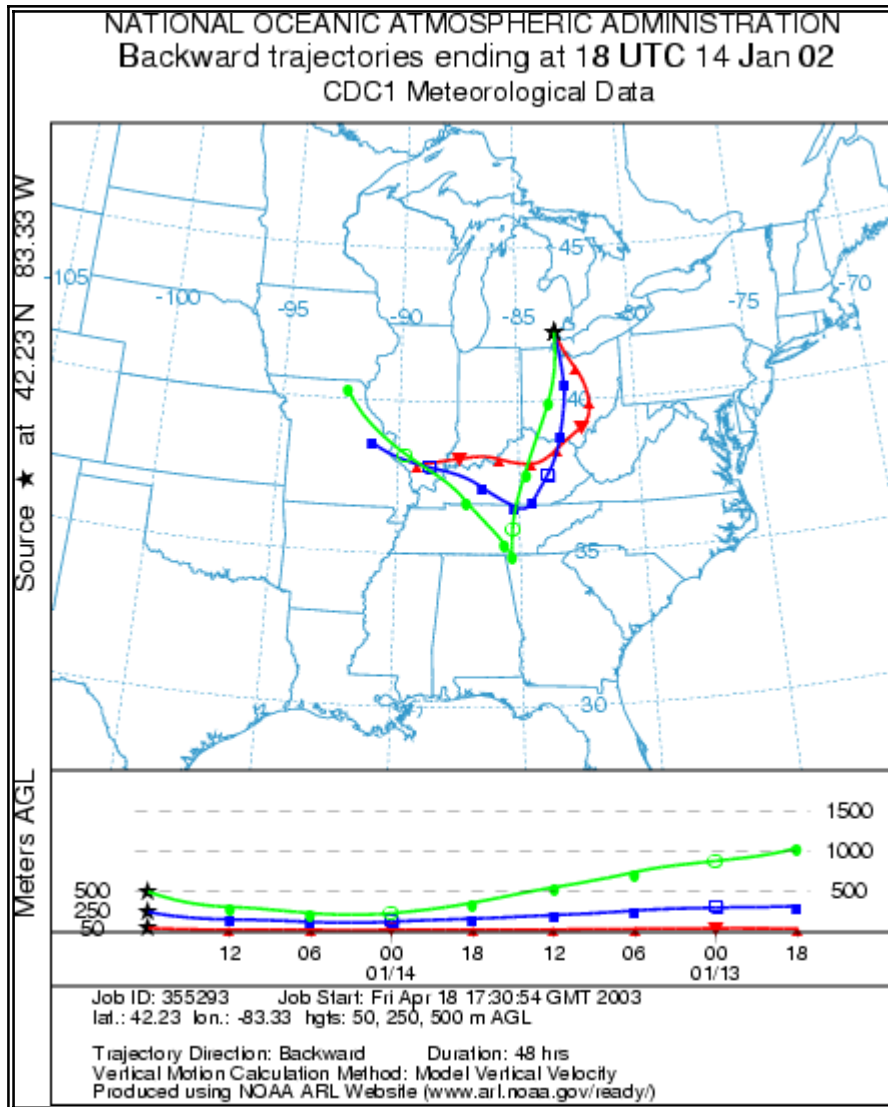 NATIONAL OCEANIC ATMOSPHERIC ADMINISTRATION
Backward trajectories ending at 18 UTC 14 Jan 02
CDC1 Meteorological Data
Source ★ at 42.23 N 83.33 W
45
-105
-100
-95
-90
-85
-80
-75
-70
40
35
30
Meters AGL
1500
1000
500
500
250
50
12 06 00 18 12 06 00 18
01/14 01/13
Job ID: 355293 Job Start: Fri Apr 18 17:30:54 GMT 2003
lat.: 42.23 lon.: -83.33 hgts: 50, 250, 500 m AGL
Trajectory Direction: Backward Duration: 48 hrs
Vertical Motion Calculation Method: Model Vertical Velocity
Produced using NOAA ARL Website (www.arl.noaa.gov/ready/)